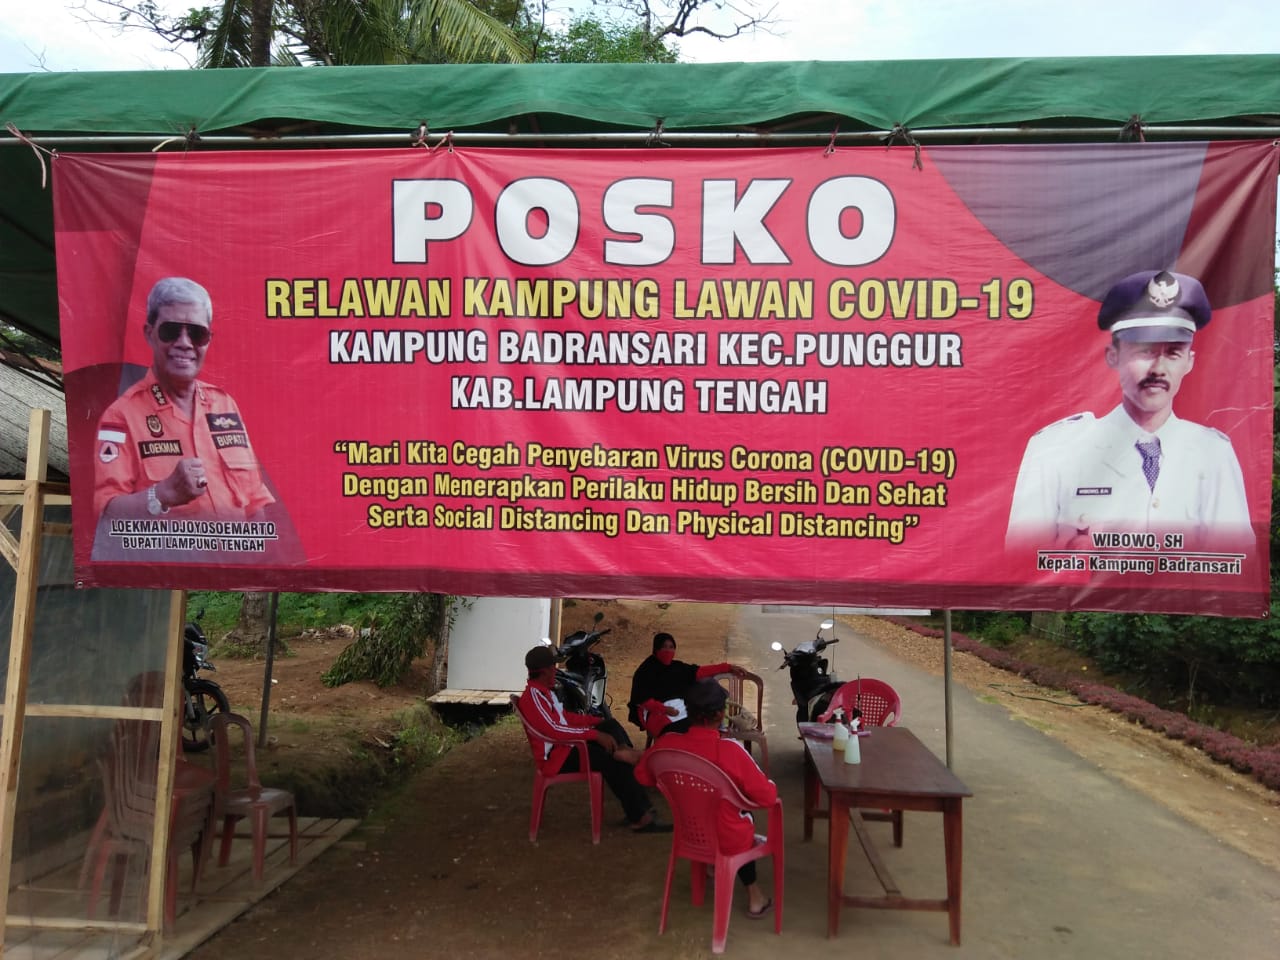 POSKO
RELAWAN KAMPUNG LAWAN COVID-19
KAMPUNG BADRANSARI KEC.PUNGGUR
KAB.LAMPUNG TENGAH
“Mari Kita Cegah Penyebaran Virus Corona (COVID-19)
Dengan Menerapkan Perilaku Hidup Bersih Dan Sehat
Serta Social Distancing Dan Physical Distancing”
L.OEKMAN
BUPATI
LOEKMAN DJOYOSOEMARTO
BUPATI LAMPUNG TENGAH
WIBOWO, S.H.
WIBOWO, SH
Kepala Kampung Badransari